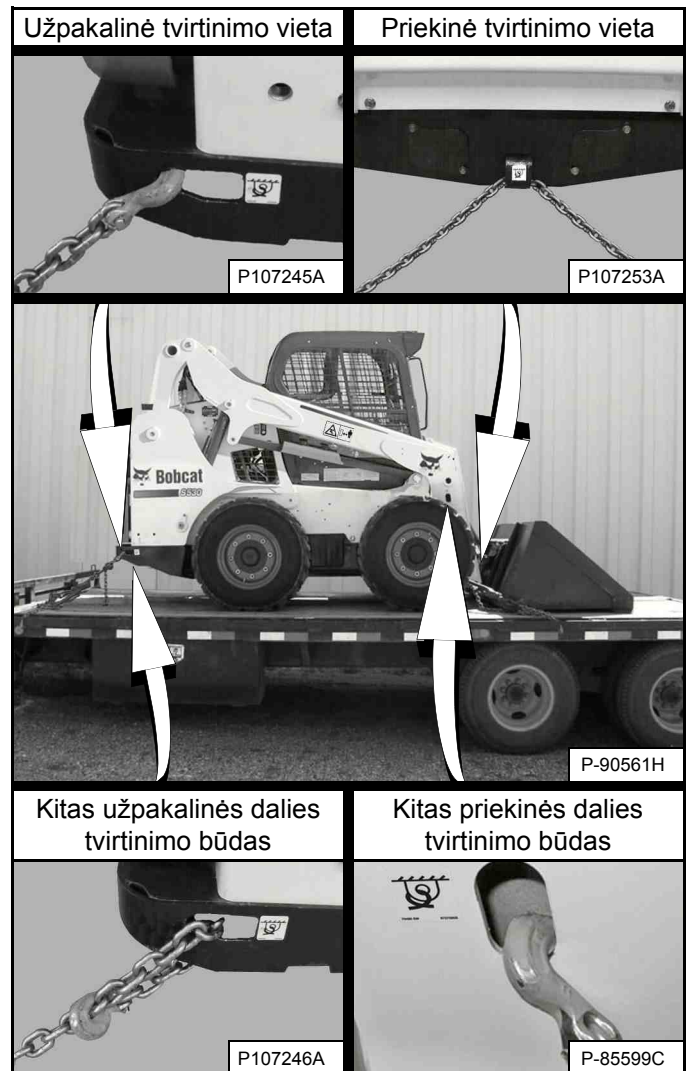 Užpakalinė tvirtinimo vieta
Priekinė tvirtinimo vieta
P107245A
P107253A
Bobcat
S530
P-90561H
Kitas užpakalinės dalies
tvirtinimo būdas
Kitas priekinės dalies
tvirtinimo būdas
P107246A
P-85599C